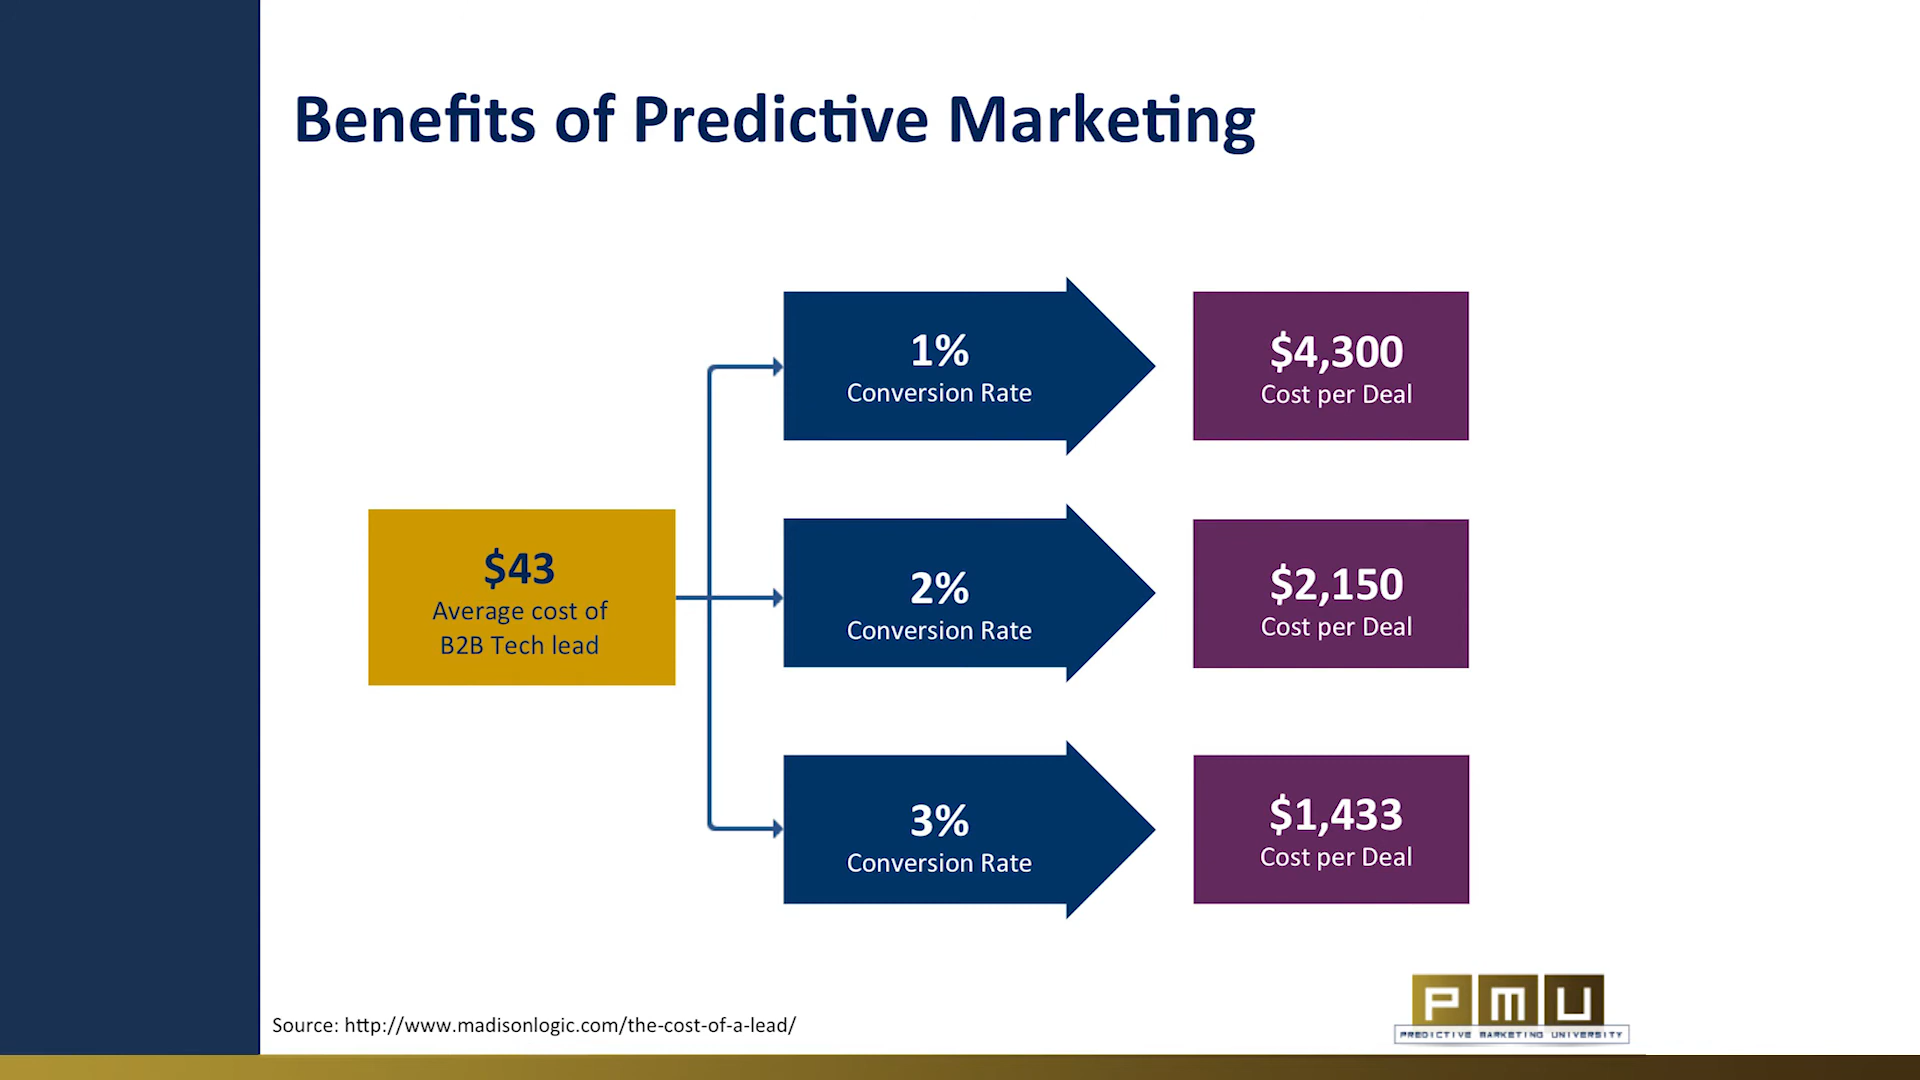 Benefits of Predictive Marketing
1%
Conversion Rate
$4,300
Cost per Deal
$43
Average cost of
B2B Tech lead
2%
Conversion Rate
$2,150
Cost per Deal
3%
Conversion Rate
$1,433
Cost per Deal
Source: http://www.madisonlogic.com/the-cost-of-a-lead/
PMU
PREDICTIVE MARKETING UNIVERSITY